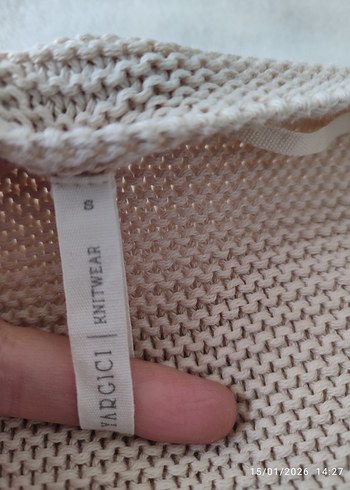 S
YARGICI | KNITWEAR
15/01/2026 14:27